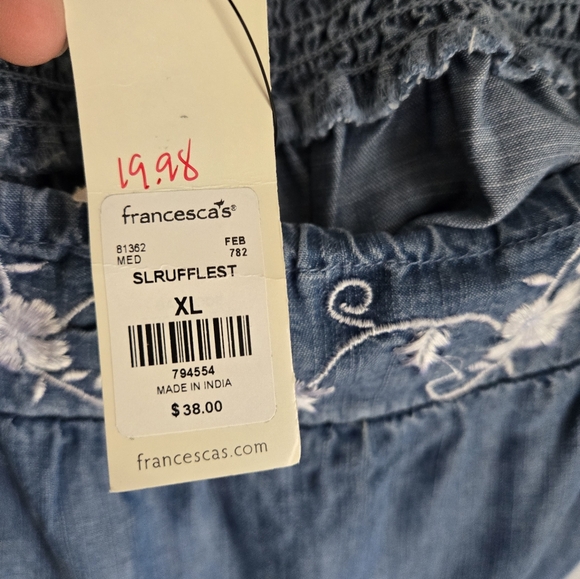 19.98
francesca's®
81362 FEB
MED 782
SLRUFFLEST
XL
794554
MADE IN INDIA
$38.00
francescas.com